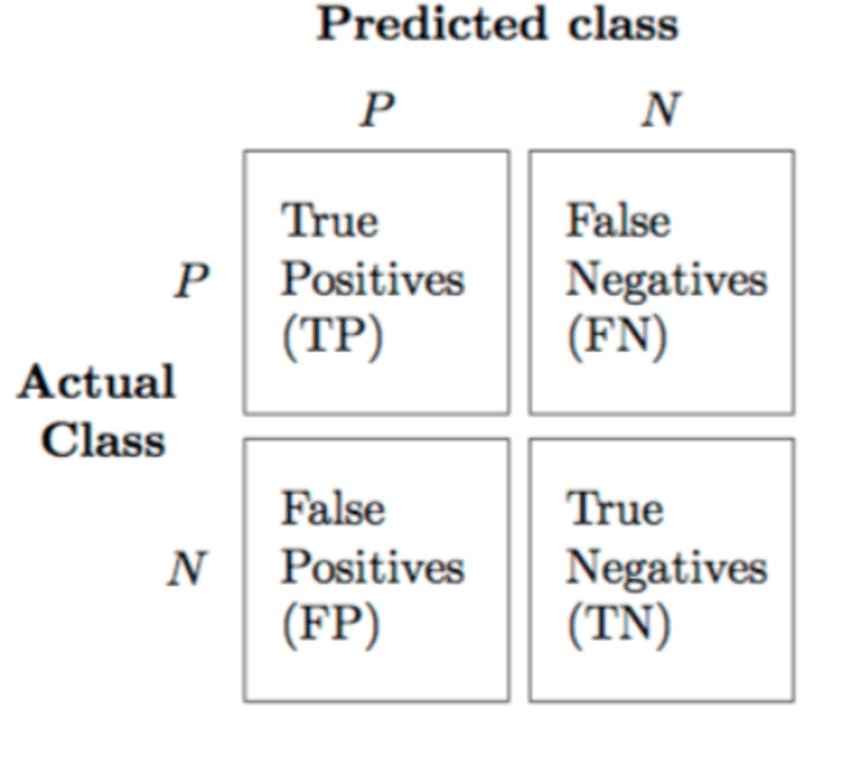 Predicted class
P N
True
Positives
(TP)
False
Negatives
(FN)
P
Actual
Class
False
Positives
(FP)
True
Negatives
(TN)
N